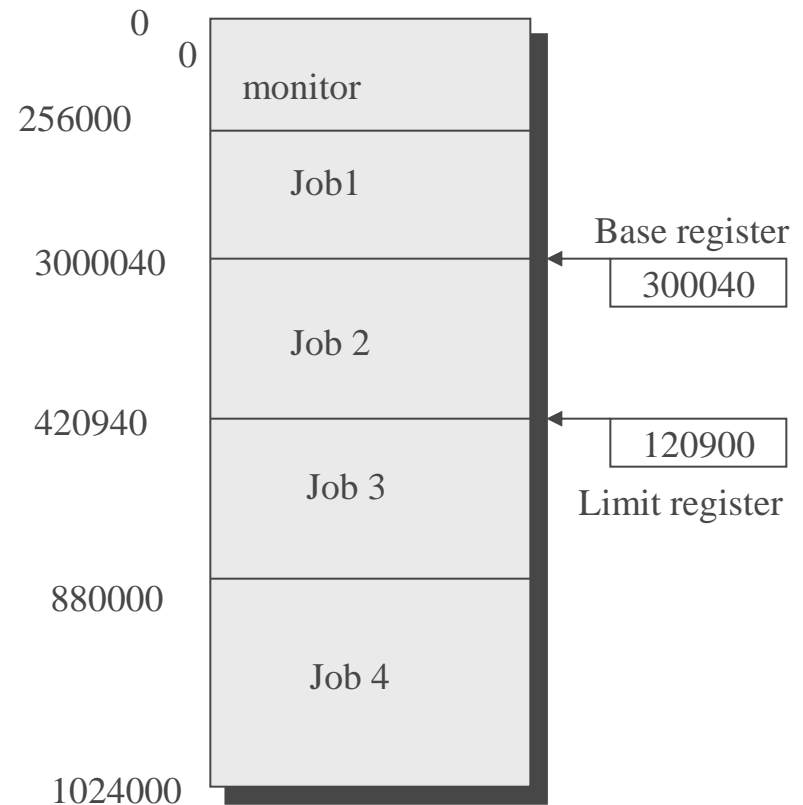 0
0
monitor
256000
Job1
Base register
3000040
300040
Job 2
420940
120900
Job 3
Limit register
880000
Job 4
1024000